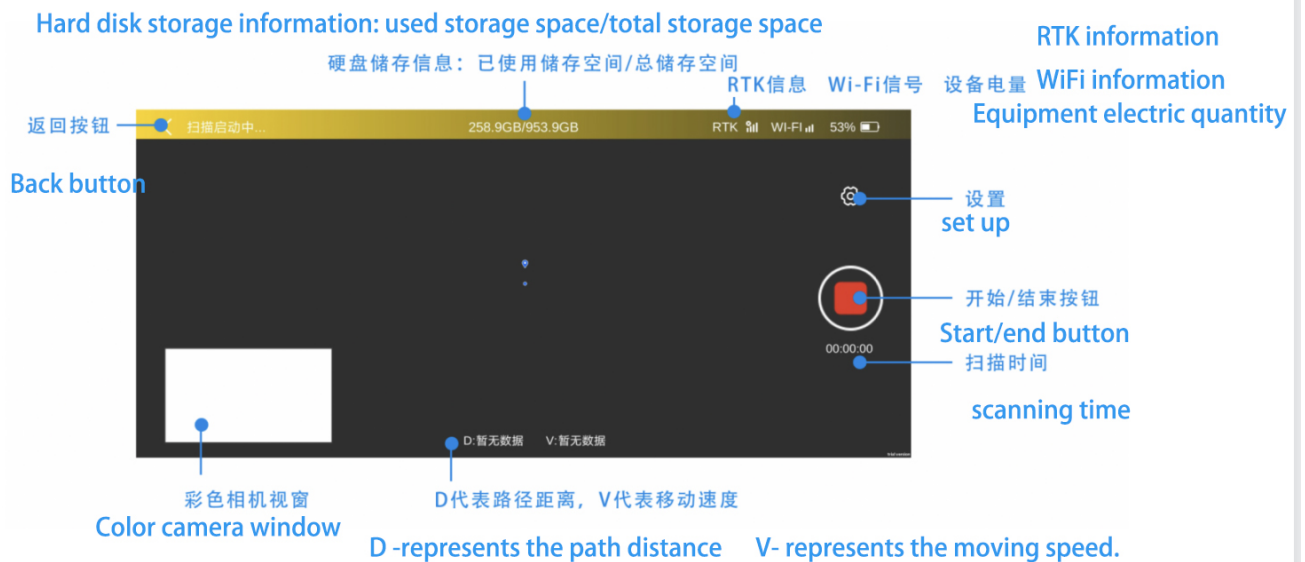 Hard disk storage information: used storage space/total storage space
RTK information
硬盘储存信息：已使用储存空间/总储存空间
RTK信息 Wi-Fi信号 设备电量 WiFi information
Equipment electric quantity
返回按钮
扫描启动中...
258.9GB/953.9GB
RTK WI-FI 53%
Back button
设置
set up
开始/结束按钮
Start/end button
00:00:00
扫描时间
scanning time
D:暂无数据 V:暂无数据
彩色相机视窗
D代表路径距离，V代表移动速度
Color camera window
D -represents the path distance V- represents the moving speed.